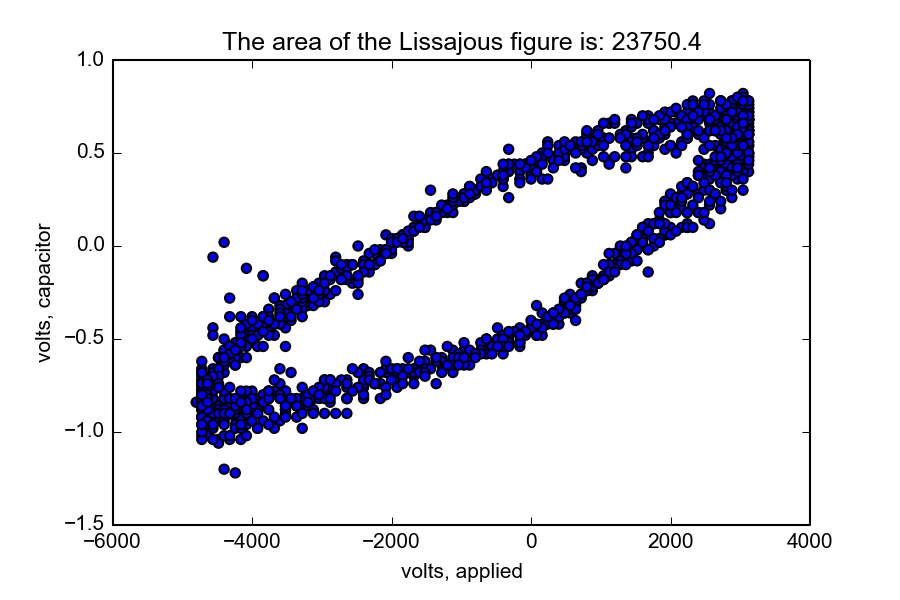 The area of the Lissajous figure is: 23750.4
1.0
0.5
0.0
−0.5
−1.0
−1.5
volts, capacitor
−6000 −4000 −2000 0 2000 4000
volts, applied